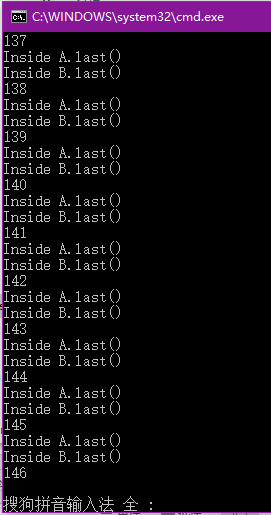 C:\WINDOWS\system32\cmd.exe
137
Inside A.last()
Inside B.last()
138
Inside A.last()
Inside B.last()
139
Inside A.last()
Inside B.last()
140
Inside A.last()
Inside B.last()
141
Inside A.last()
Inside B.last()
142
Inside A.last()
Inside B.last()
143
Inside A.last()
Inside B.last()
144
Inside A.last()
Inside B.last()
145
Inside A.last()
Inside B.last()
146
搜狗拼音输入法 全 :